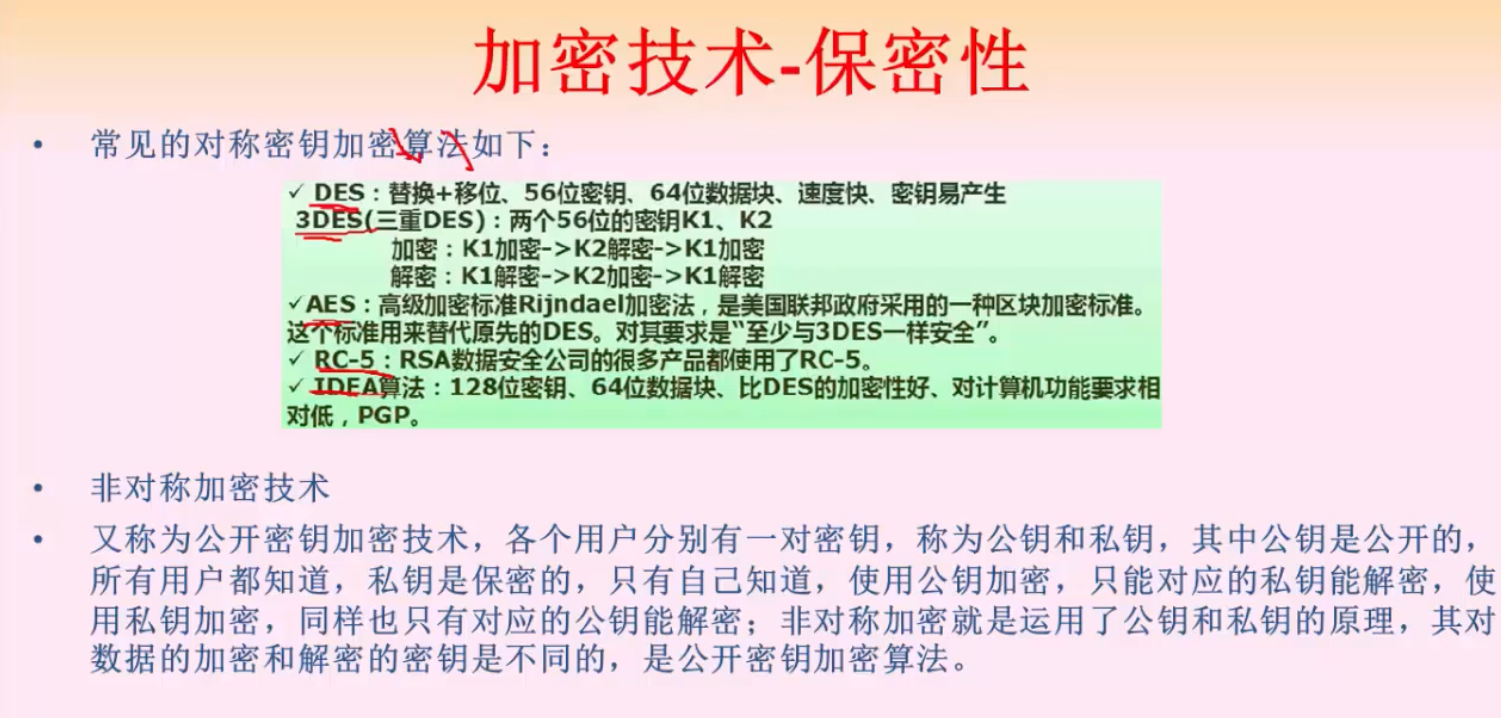 加密技术-保密性
• 常见的对称密钥加密算法如下：
✓ DES：替换+移位、56位密钥、64位数据块、速度快、密钥易产生
3DES(三重DES)：两个56位的密钥K1、K2
加密：K1加密->K2解密->K1加密
解密：K1解密->K2加密->K1解密
✓AES：高级加密标准Rijndael加密法，是美国联邦政府采用的一种区块加密标准。
这个标准用来替代原先的DES。对其要求是“至少与3DES一样安全”。
✓ RC-5：RSA数据安全公司的很多产品都使用了RC-5。
✓ IDEA算法：128位密钥、64位数据块、比DES的加密性好、对计算机功能要求相
对低，PGP。
• 非对称加密技术
• 又称为公开密钥加密技术，各个用户分别有一对密钥，称为公钥和私钥，其中公钥是公开的，
所有用户都知道，私钥是保密的，只有自己知道，使用公钥加密，只能对应的私钥能解密，使
用私钥加密，同样也只有对应的公钥能解密；非对称加密就是运用了公钥和私钥的原理，其对
数据的加密和解密的密钥是不同的，是公开密钥加密算法。